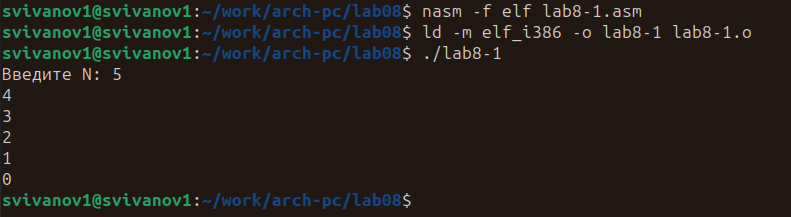 svivanov1@svivanov1:~/work/arch-pc/lab08$ nasm -f elf lab8-1.asm
svivanov1@svivanov1:~/work/arch-pc/lab08$ ld -m elf_i386 -o lab8-1 lab8-1.o
svivanov1@svivanov1:~/work/arch-pc/lab08$ ./lab8-1
Введите N: 5
4
3
2
1
0
svivanov1@svivanov1:~/work/arch-pc/lab08$